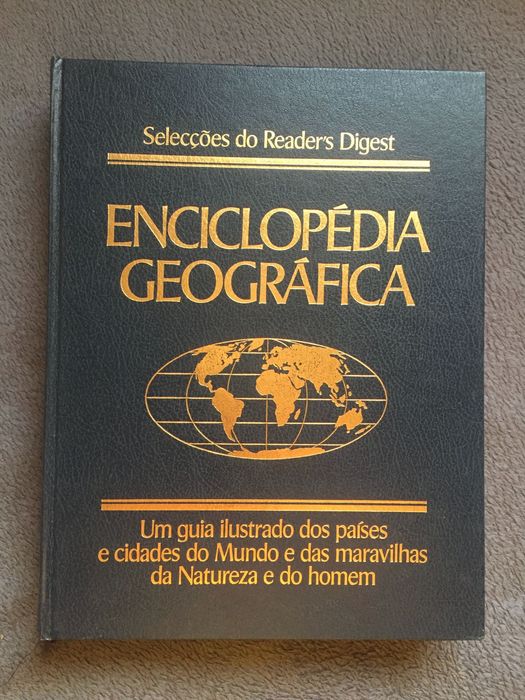 Selecções do Reader's Digest
ENCICLOPÉDIA
GEOGRÁFICA
Um guia ilustrado dos países
e cidades do Mundo e das maravilhas
da Natureza e do homem